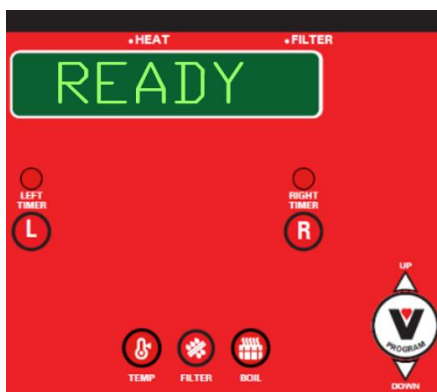 •HEAT •FILTER
READY
LEFT
TIMER
L
RIGHT
TIMER
R
UP
V
PROGRAM
DOWN
TEMP FILTER BOIL